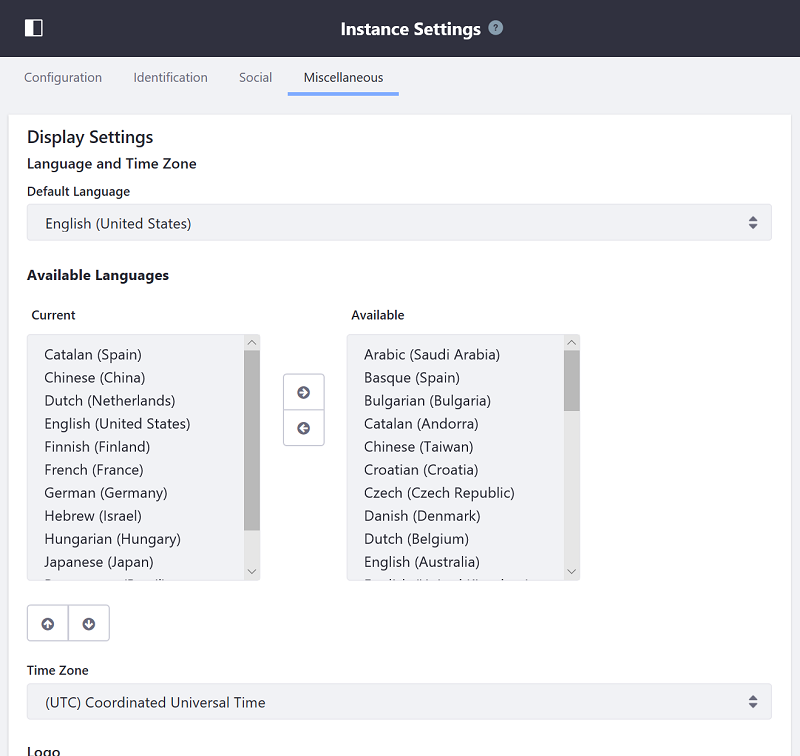 Instance Settings ?
Configuration Identification Social Miscellaneous
Display Settings
Language and Time Zone
Default Language
English (United States)
Available Languages
Current
Catalan (Spain)
Chinese (China)
Dutch (Netherlands)
English (United States)
Finnish (Finland)
French (France)
German (Germany)
Hebrew (Israel)
Hungarian (Hungary)
Japanese (Japan)
Available
Arabic (Saudi Arabia)
Basque (Spain)
Bulgarian (Bulgaria)
Catalan (Andorra)
Chinese (Taiwan)
Croatian (Croatia)
Czech (Czech Republic)
Danish (Denmark)
Dutch (Belgium)
English (Australia)
Time Zone
(UTC) Coordinated Universal Time
Logo